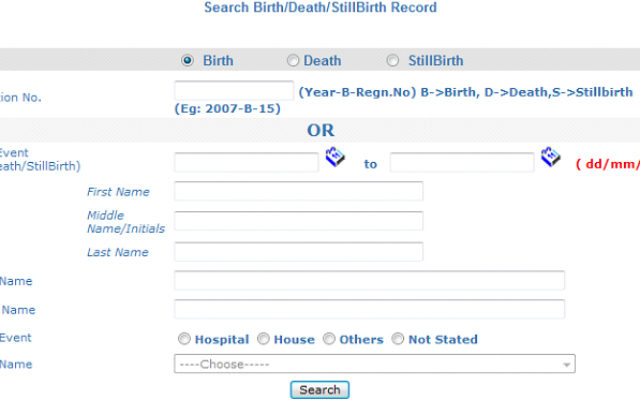 Search Birth/Death/StillBirth Record
Birth Death StillBirth
tion No. (Year-B-Regn.No) B->Birth, D->Death,S->Stillbirth
(Eg: 2007-B-15)
OR
Event
eath/StillBirth) to ( dd/mm/
First Name
Middle
Name/Initials
Last Name
Name
Name
Event Hospital House Others Not Stated
Name ----Choose-----
Search